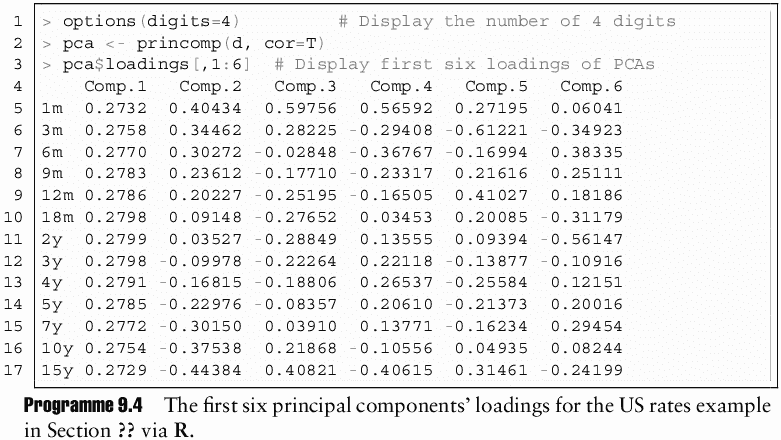 1 > options(digits=4) # Display the number of 4 digits
2 > pca <- princomp(d, cor=T)
3 > pca$loadings[,1:6] # Display first six loadings of PCAs
4 Comp.1 Comp.2 Comp.3 Comp.4 Comp.5 Comp.6
5 1m 0.2732 0.40434 0.59756 0.56592 0.27195 0.06041
6 3m 0.2758 0.34462 0.28225 -0.29408 -0.61221 -0.34923
7 6m 0.2770 0.30272 -0.02848 -0.36767 -0.16994 0.38335
8 9m 0.2783 0.23612 -0.17710 -0.23317 0.21616 0.25111
9 12m 0.2786 0.20227 -0.25195 -0.16505 0.41027 0.18186
10 18m 0.2798 0.09148 -0.27652 0.03453 0.20085 -0.31179
11 2y 0.2799 0.03527 -0.28849 0.13555 0.09394 -0.56147
12 3y 0.2798 -0.09978 -0.22264 0.22118 -0.13877 -0.10916
13 4y 0.2791 -0.16815 -0.18806 0.26537 -0.25584 0.12151
14 5y 0.2785 -0.22976 -0.08357 0.20610 -0.21373 0.20016
15 7y 0.2772 -0.30150 0.03910 0.13771 -0.16234 0.29454
16 10y 0.2754 -0.37538 0.21868 -0.10556 0.04935 0.08244
17 15y 0.2729 -0.44384 0.40821 -0.40615 0.31461 -0.24199
Programme 9.4 The first six principal components' loadings for the US rates example
in Section ?? via R.